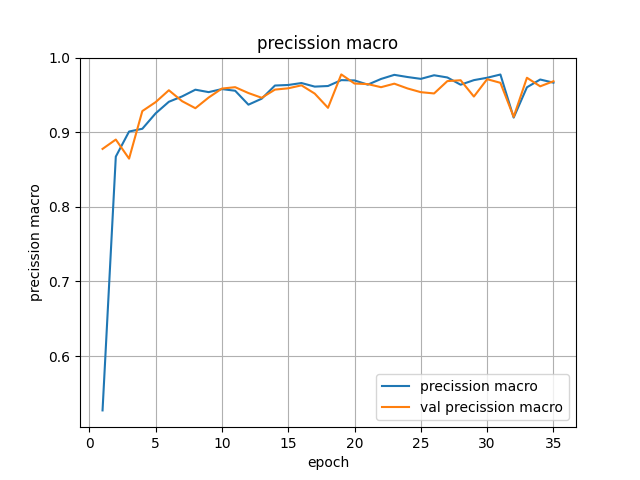 precission macro
1.0
0.9
0.8
0.7
0.6
precission macro
0 5 10 15 20 25 30 35
epoch
precission macro
val precission macro